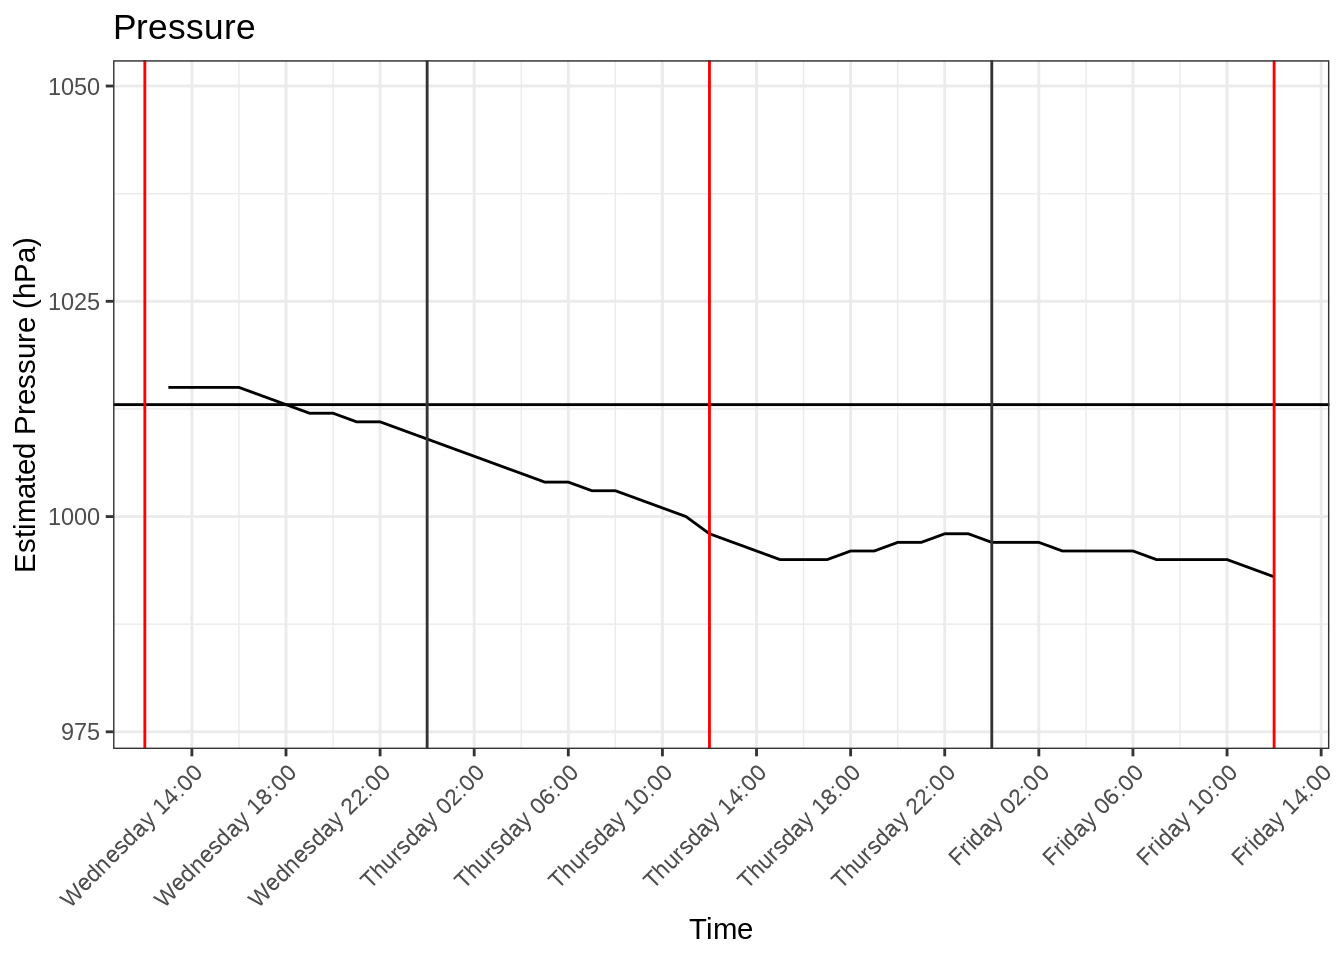 Pressure
Estimated Pressure (hPa)
1050
1025
1000
975
Wednesday 14:00
Wednesday 18:00
Wednesday 22:00
Thursday 02:00
Thursday 06:00
Thursday 10:00
Thursday 14:00
Thursday 18:00
Thursday 22:00
Friday 02:00
Friday 06:00
Friday 10:00
Friday 14:00
Time